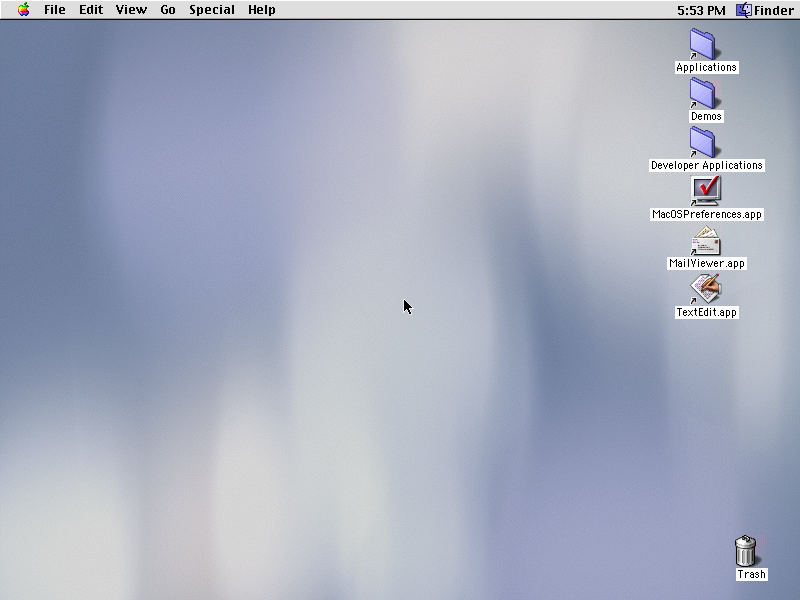 File Edit View Go Special Help 5:53 PM Finder
Applications
Demos
Developer Applications
MacOSPreferences.app
MailViewer.app
TextEdit.app
Trash